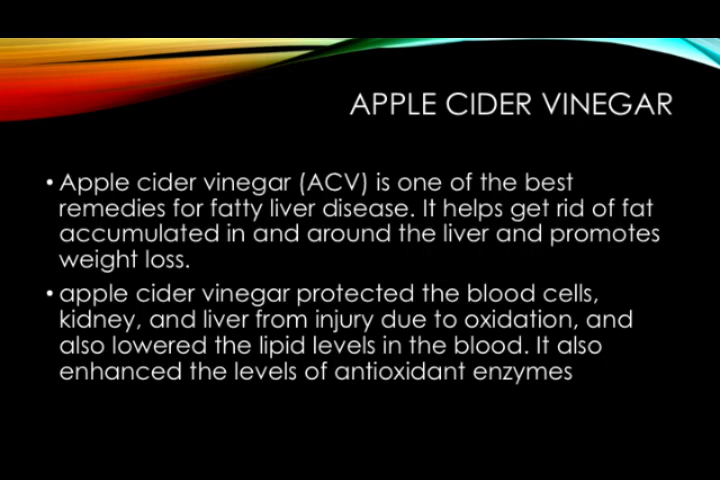 APPLE CIDER VINEGAR
• Apple cider vinegar (ACV) is one of the best
remedies for fatty liver disease. It helps get rid of fat
accumulated in and around the liver and promotes
weight loss.
• apple cider vinegar protected the blood cells,
kidney, and liver from injury due to oxidation, and
also lowered the lipid levels in the blood. It also
enhanced the levels of antioxidant enzymes